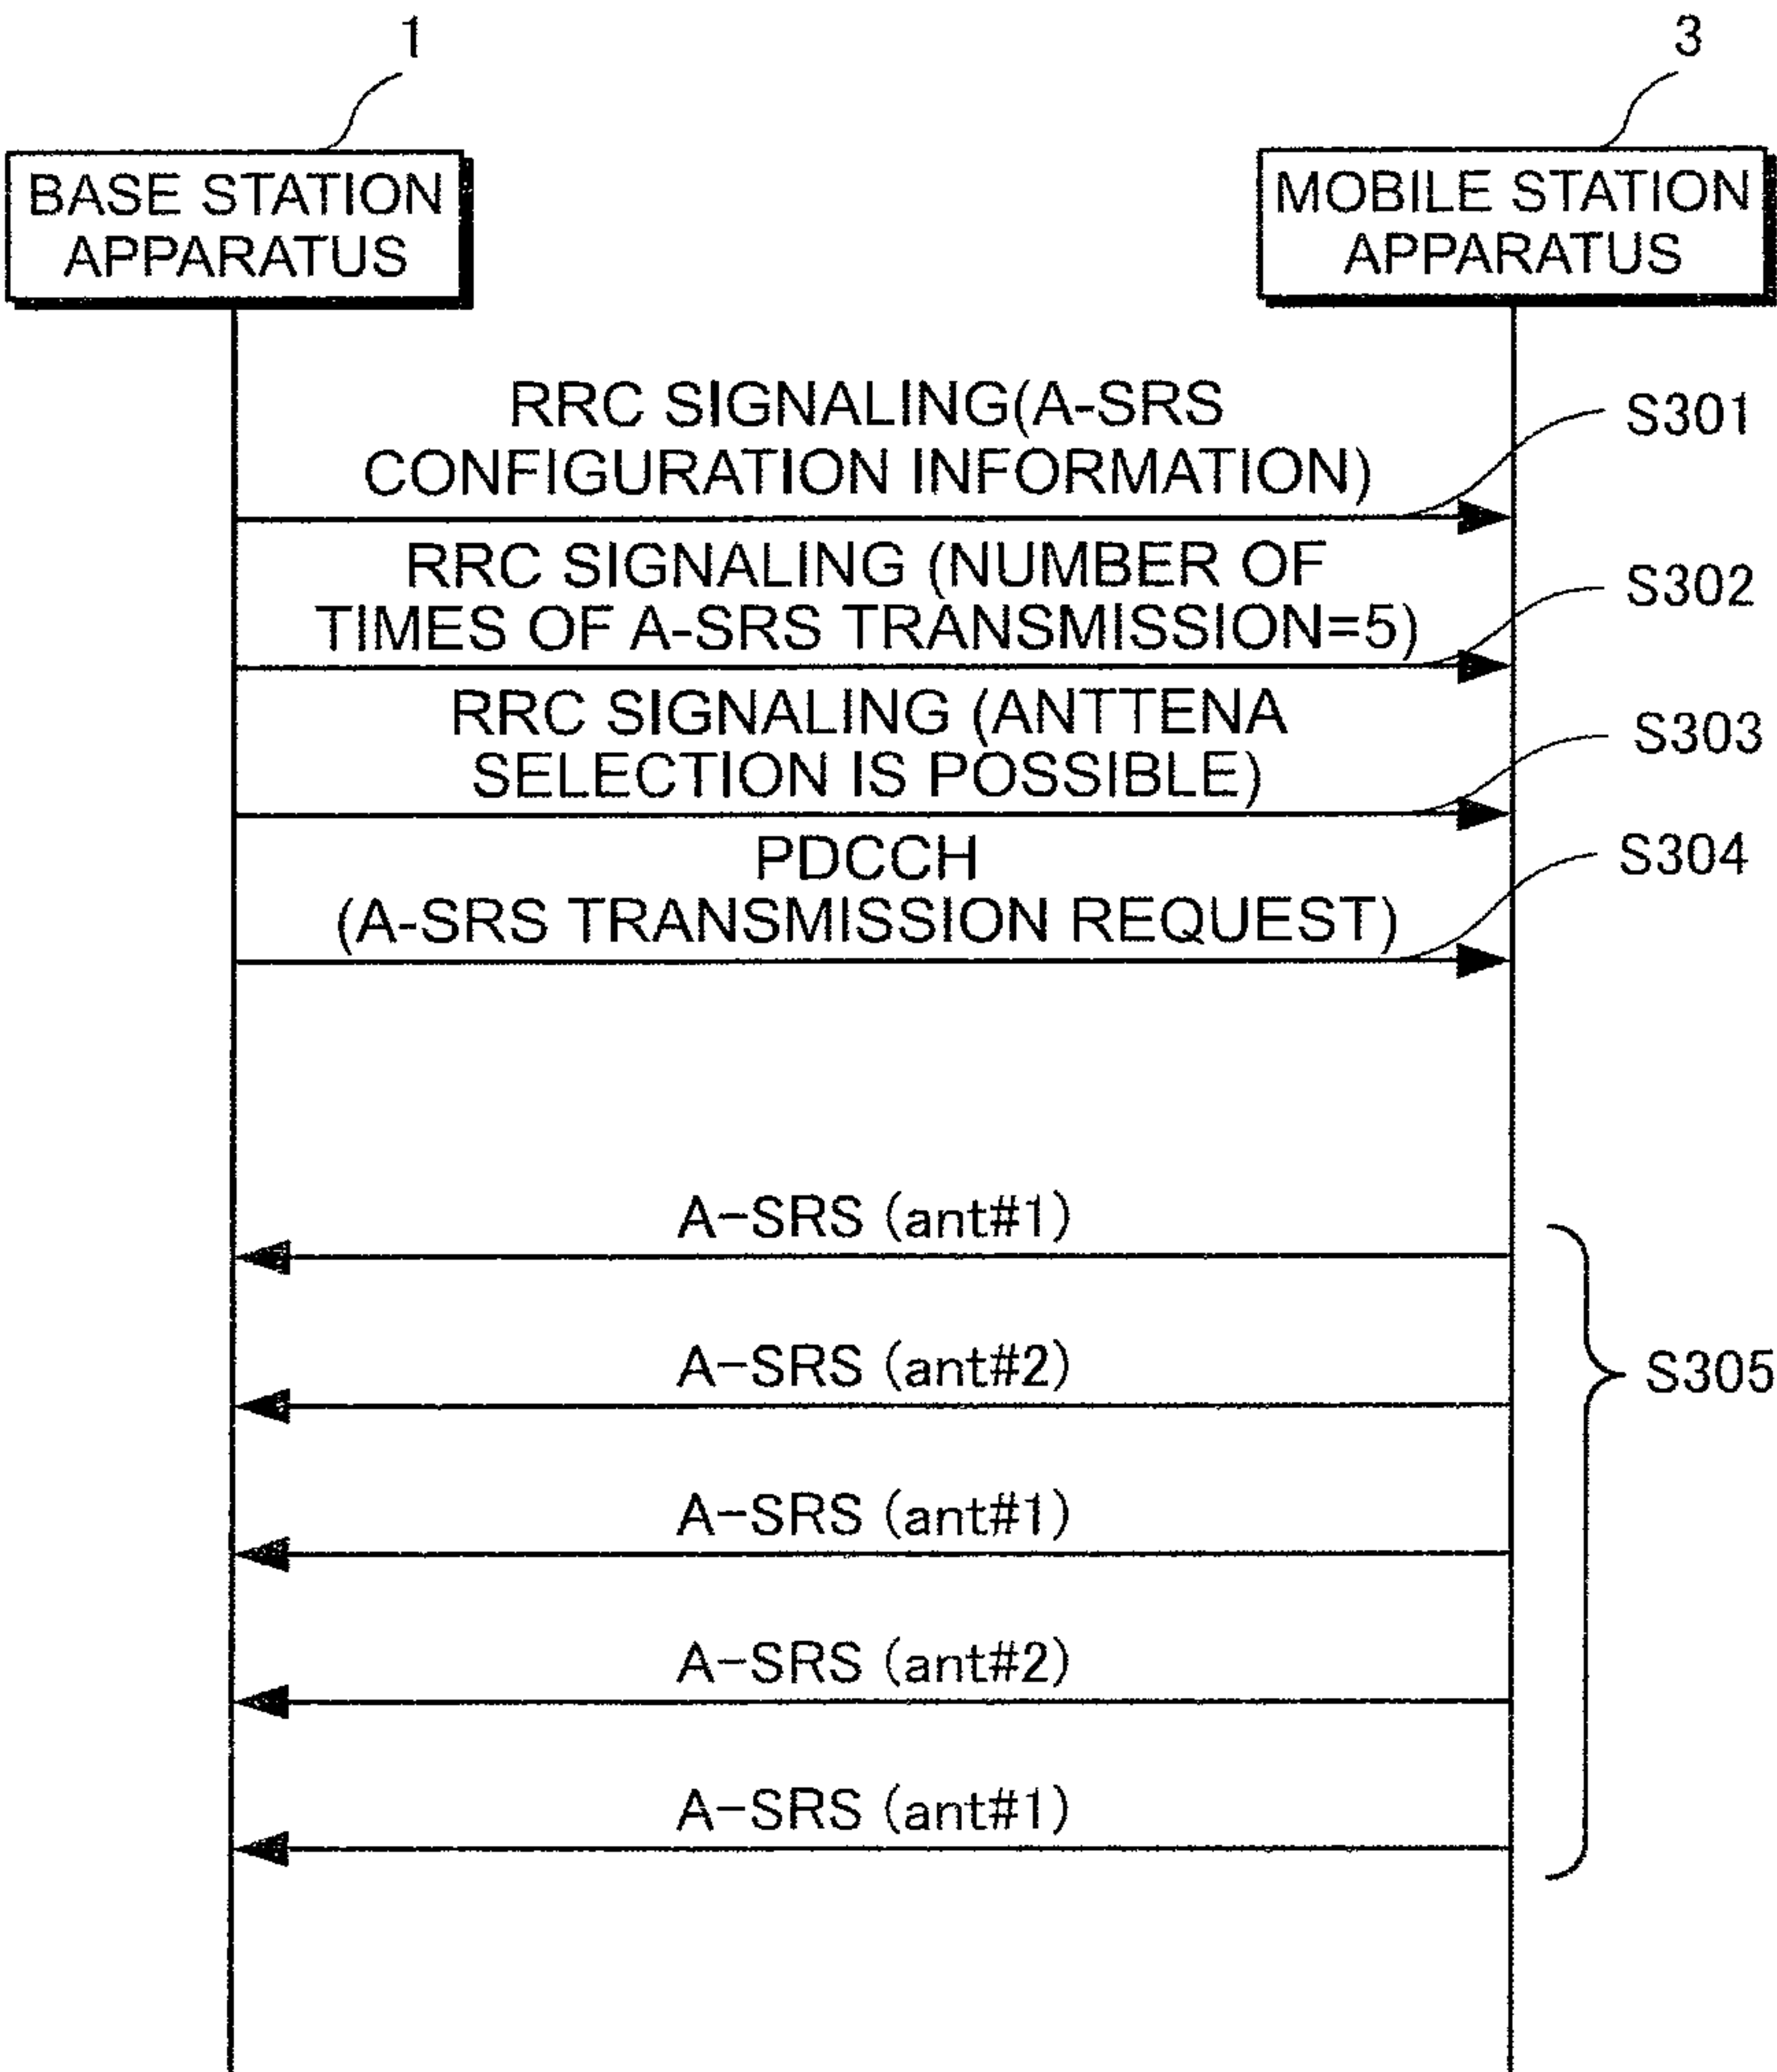 1
3
BASE STATION
APPARATUS
MOBILE STATION
APPARATUS
RRC SIGNALING(A-SRS
CONFIGURATION INFORMATION)
S301
RRC SIGNALING (NUMBER OF
TIMES OF A-SRS TRANSMISSION=5)
S302
RRC SIGNALING (ANTTENA
SELECTION IS POSSIBLE)
S303
PDCCH
(A-SRS TRANSMISSION REQUEST)
S304
A-SRS (ant#1)
A-SRS (ant#2)
S305
A-SRS (ant#1)
A-SRS (ant#2)
A-SRS (ant#1)